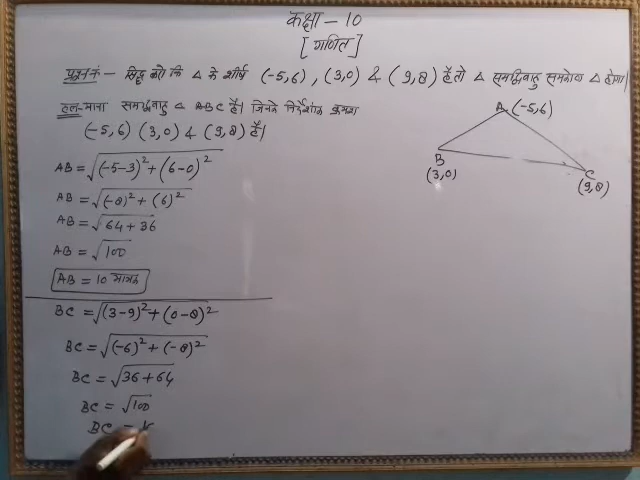 कक्षा - 10
[गणित]
प्रश्न नं. - सिद्ध करो कि Δ के शीर्ष (-5,6), (3,0) & (9,8) है तो Δ समद्विबाहु समकोण Δ होगा।
हल- माना समद्विबाहु Δ ABC है। जिनके निर्देशांक क्रमश
(-5,6) (3,0) & (9,8) है।
A (-5,6)
B
(3,0)
C
(9,8)
AB = √(-5-3)² + (6-0)²
AB = √(-8)² + (6)²
AB = √64 + 36
AB = √100
AB = 10 मात्रक
BC = √(3-9)² + (0-8)²
BC = √(-6)² + (-8)²
BC = √36 + 64
BC = √100
BC =